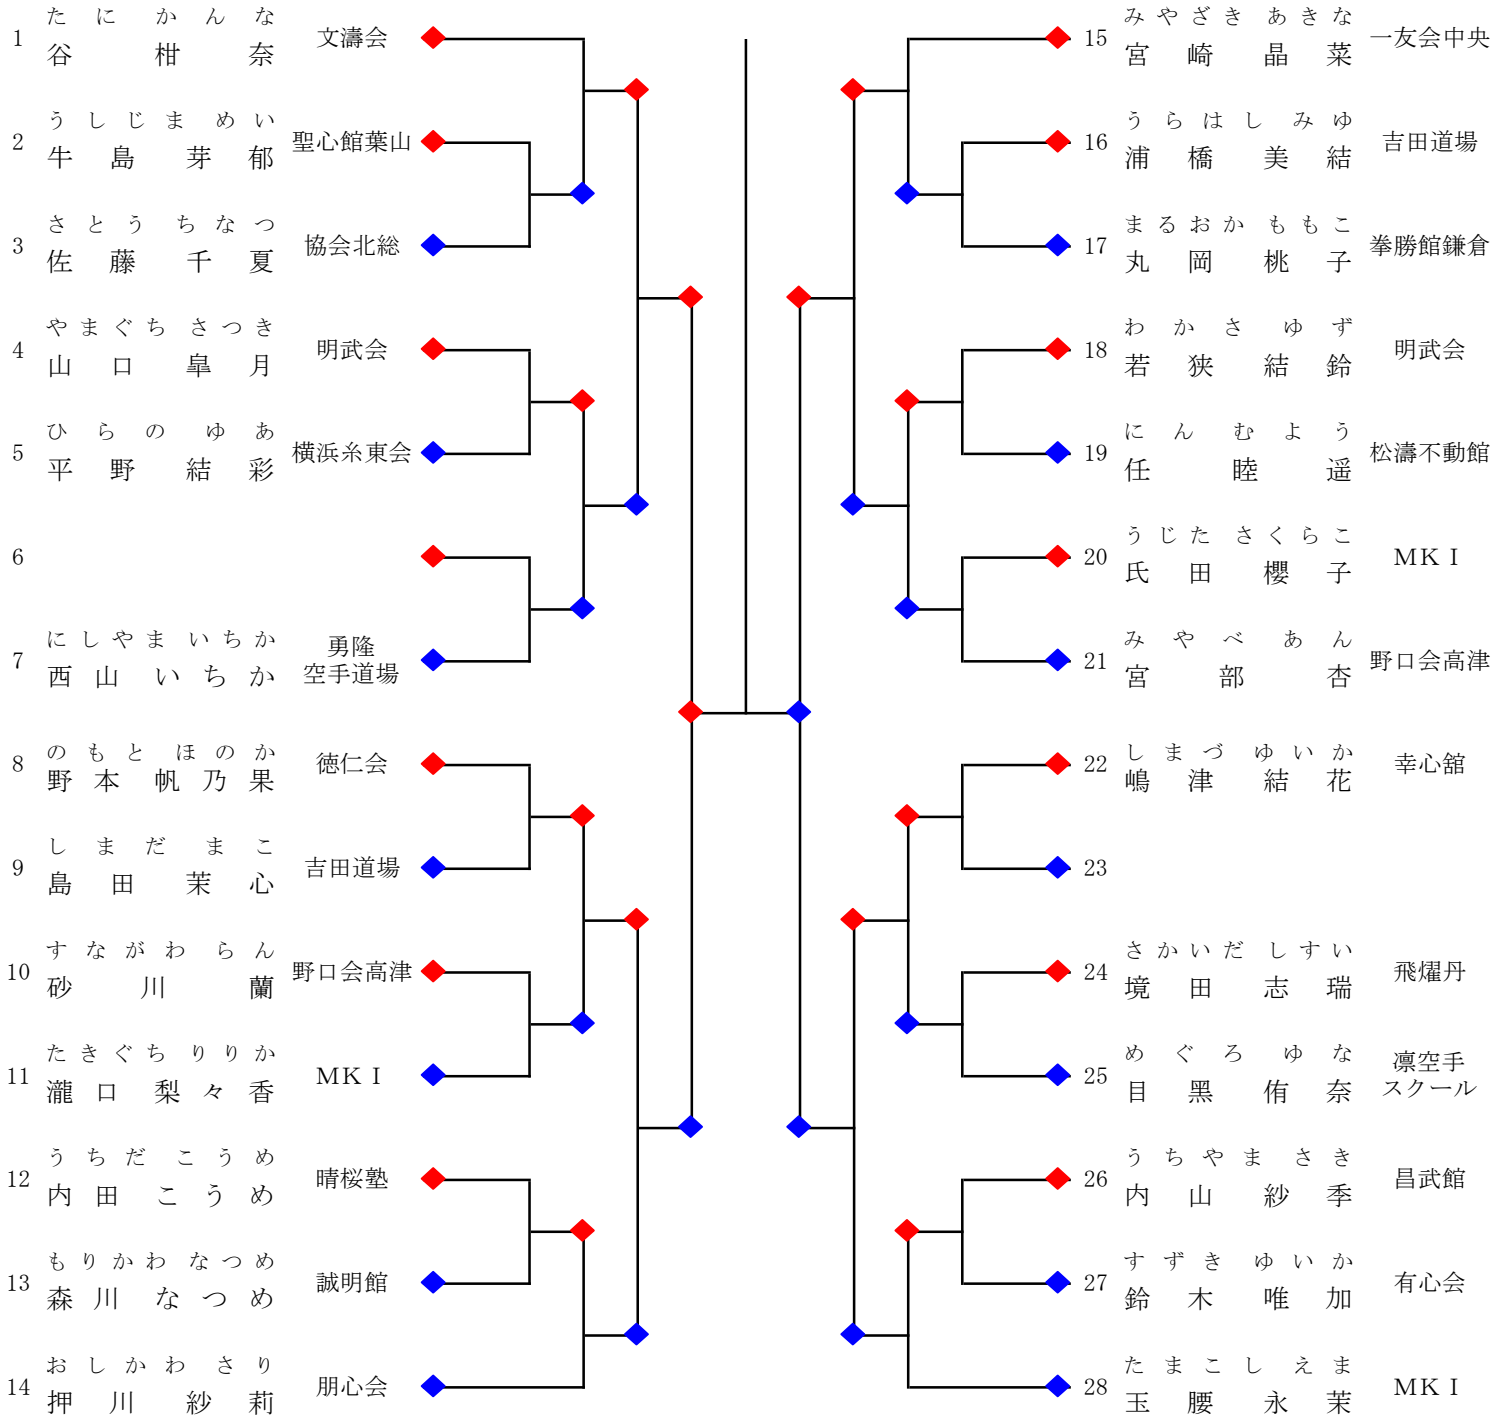 たにかんな
1 谷柑奈 文濤会
うしじまめい
2 牛島芽郁 聖心館葉山
さとうちなつ
3 佐藤千夏 協会北総
やまぐちさつき
4 山口皐月 明武会
ひらのゆあ
5 平野結彩 横浜糸東会
6
にしやまいちか
7 西山いちか 勇隆
空手道場
のもとほのか
8 野本帆乃果 徳仁会
しまだまこ
9 島田茉心 吉田道場
すながわらん
10 砂川蘭 野口会高津
たきぐちりりか
11 瀧口梨々香 ＭＫＩ
うちだこうめ
12 内田こうめ 晴桜塾
もりかわなつめ
13 森川なつめ 誠明館
おしかわさり
14 押川紗莉 朋心会
みやざきあきな
15 宮崎晶菜 一友会中央
うらはしみゆ
16 浦橋美結 吉田道場
まるおかももこ
17 丸岡桃子 拳勝館鎌倉
わかさゆず
18 若狭結鈴 明武会
にんむよう
19 任睦遥 松濤不動館
うじたさくらこ
20 氏田櫻子 ＭＫＩ
みやべあん
21 宮部杏 野口会高津
しまづゆいか
22 嶋津結花 幸心舘
23
さかいだしすい
24 境田志瑞 飛燿丹
めぐろゆな
25 目黒侑奈 凛空手
スクール
うちやまさき
26 内山紗季 昌武館
すずきゆいか
27 鈴木唯加 有心会
たまこしえま
28 玉腰永茉 ＭＫＩ